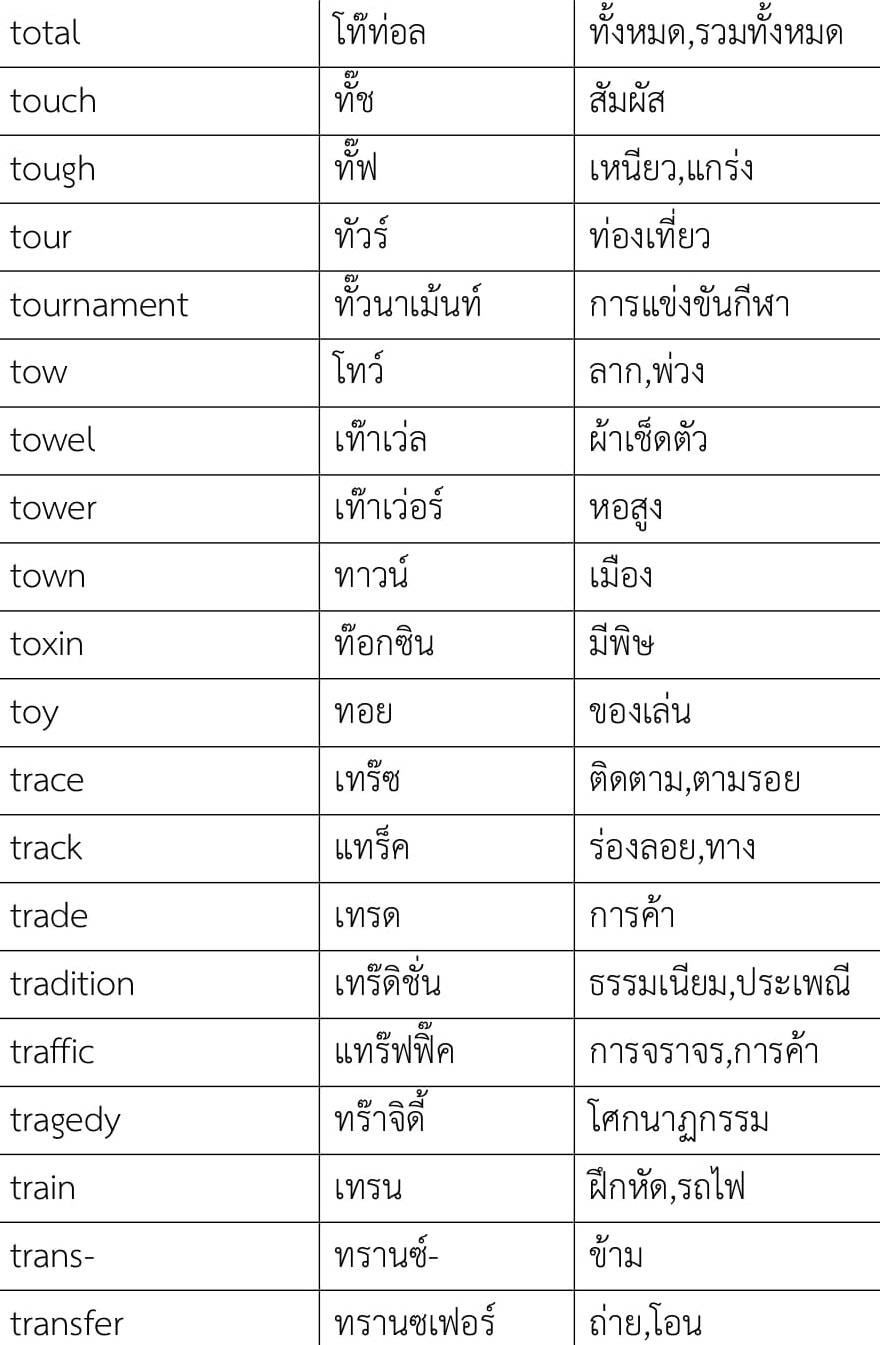 total โท๊ท่อล ทั้งหมด,รวมทั้งหมด
touch ทั๊ช สัมผัส
tough ทั๊ฟ เหนียว,แกร่ง
tour ทัวร์ ท่องเที่ยว
tournament ทั๊วนาเม้นท์ การแข่งขันกีฬา
tow โทว์ ลาก,พ่วง
towel เท๊าเว่ล ผ้าเช็ดตัว
tower เท๊าเว่อร์ หอสูง
town ทาวน์ เมือง
toxin ท๊อกซิน มีพิษ
toy ทอย ของเล่น
trace เทร๊ซ ติดตาม,ตามรอย
track แทร็ค ร่องลอย,ทาง
trade เทรด การค้า
tradition เทร๊ดิชั่น ธรรมเนียม,ประเพณี
traffic แทร๊ฟฟิ๊ค การจราจร,การค้า
tragedy ทร๊าจิดี้ โศกนาฏกรรม
train เทรน ฝึกหัด,รถไฟ
trans- ทรานซ์- ข้าม
transfer ทรานซเฟอร์ ถ่าย,โอน